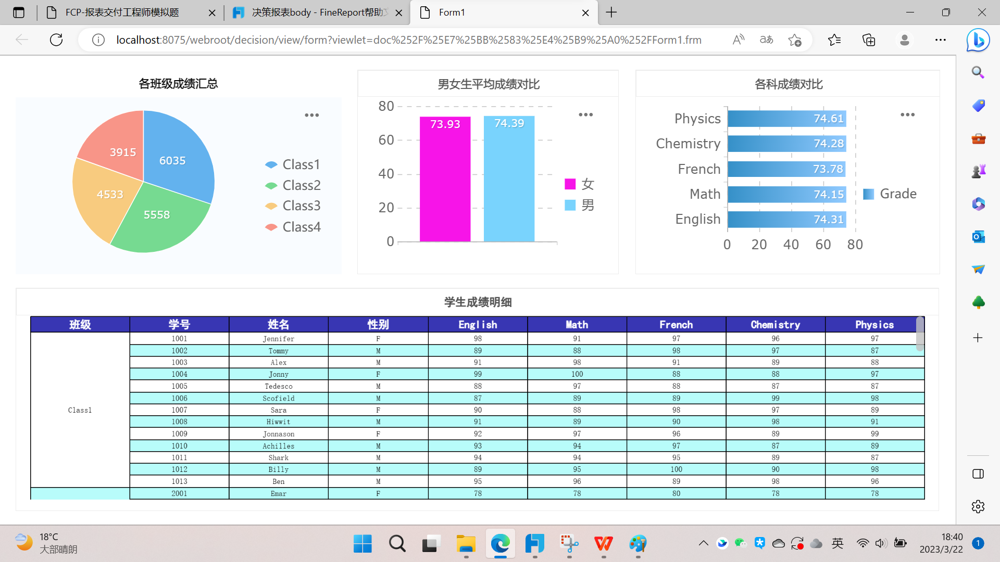 FCP-报表交付工程师模拟题
决策报表body - FineReport帮助文
Form1
localhost:8075/webroot/decision/view/form?viewlet=doc%252F%25E7%25BB%2583%25E4%25B9%25A0%252FForm1.frm
各班级成绩汇总
3915
6035
4533
5558
Class1
Class2
Class3
Class4
男女生平均成绩对比
80
60
40
20
0
73.93
74.39
女
男
各科成绩对比
Physics 74.61
Chemistry 74.28
French 73.78
Math 74.15
English 74.31
0 20 40 60 80
Grade
学生成绩明细
班级 学号 姓名 性别 English Math French Chemistry Physics
1001 Jennifer F 98 91 97 96 97
1002 Tommy M 89 88 98 97 87
1003 Alex M 91 98 91 89 88
1004 Jonny F 99 100 88 88 97
1005 Tedesco M 88 97 88 87 87
1006 Scofield M 87 89 89 99 98
Class1 1007 Sara F 90 88 98 97 89
1008 Hiwwit M 91 89 90 98 91
1009 Jonnason F 92 97 96 89 99
1010 Achilles M 93 94 97 87 89
1011 Shark M 94 94 95 89 87
1012 Billy M 89 95 100 90 98
1013 Ben M 95 96 89 98 96
2001 Emar F 78 78 80 78 78
18°C
大部晴朗
英
18:40
2023/3/22
1